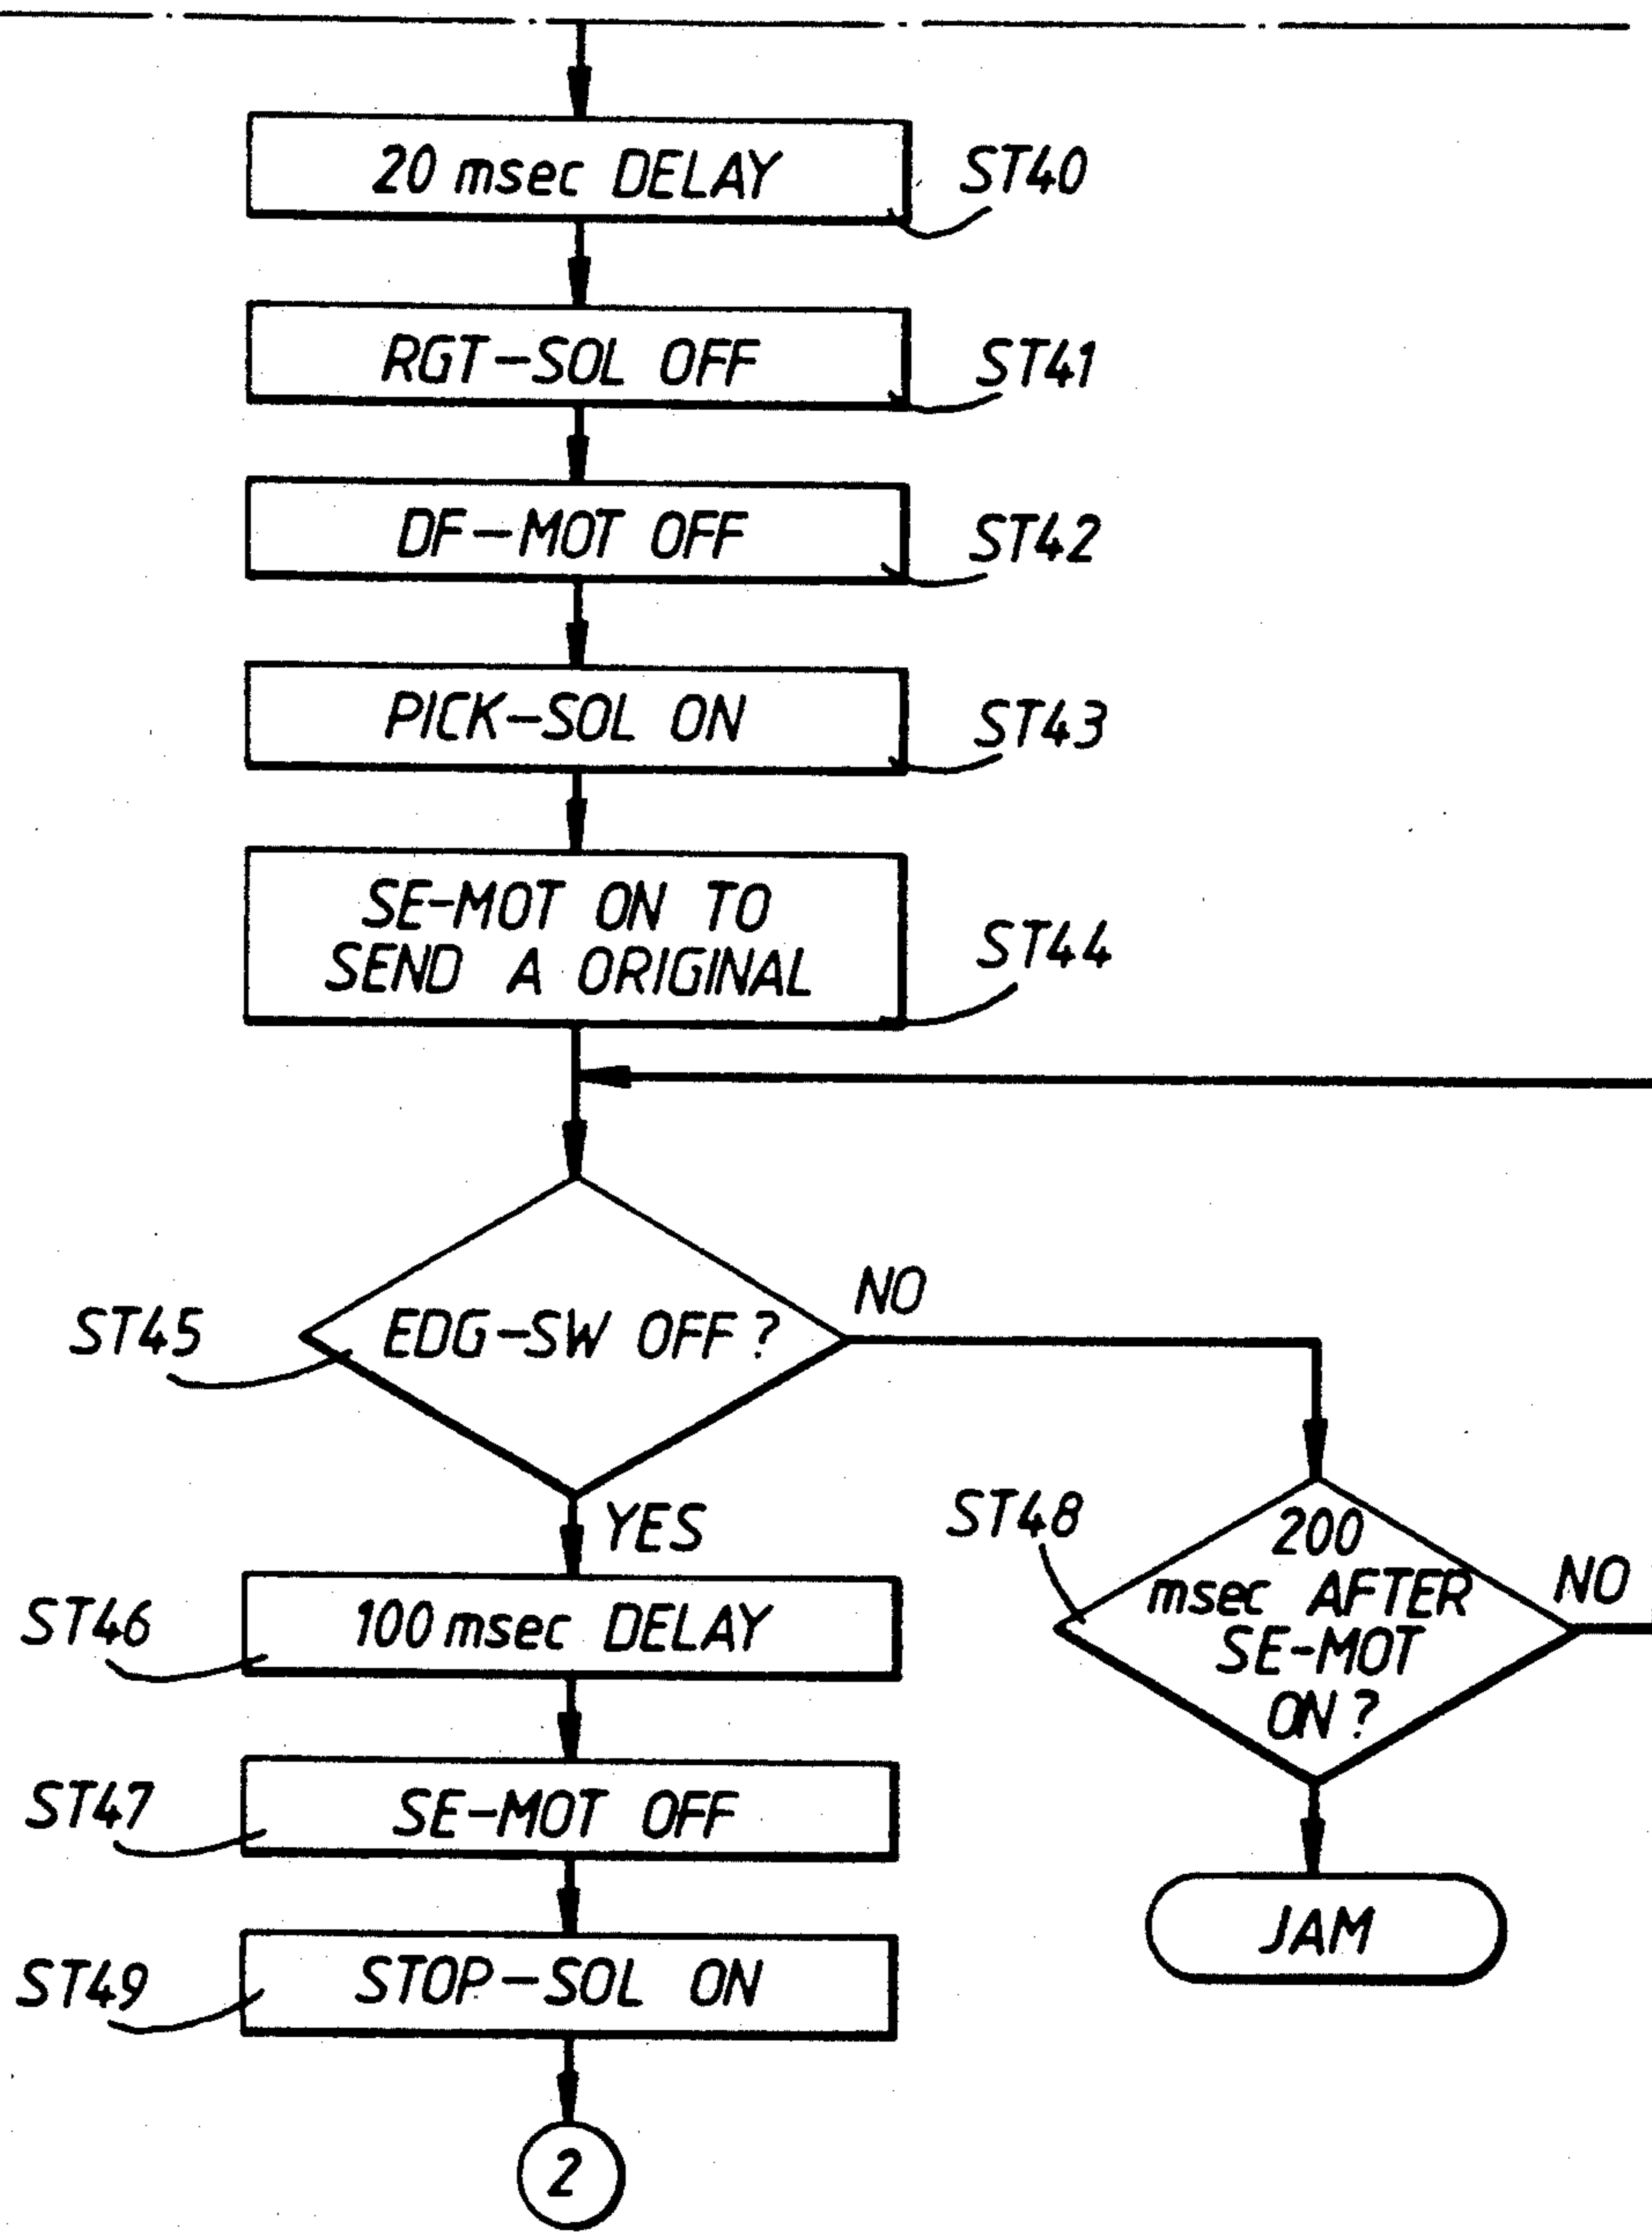 20 msec DELAY
ST40
RGT-SOL OFF
ST41
DF-MOT OFF
ST42
PICK-SOL ON
ST43
SE-MOT ON TO
SEND A ORIGINAL
ST44
ST45
EDG-SW OFF?
NO
YES
ST48
200
msec AFTER
SE-MOT
ON?
NO
ST46
100 msec DELAY
ST47
SE-MOT OFF
JAM
ST49
STOP-SOL ON
2